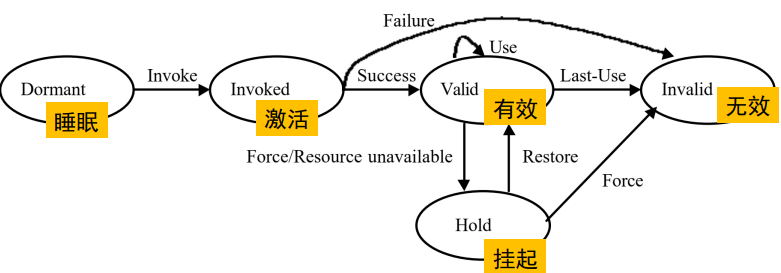 Failure
Use
Dormant
Invoke
Invoked
Success
Valid
Last-Use
Invalid
睡眠
激活
有效
无效
Force/Resource unavailable
Restore
Force
Hold
挂起